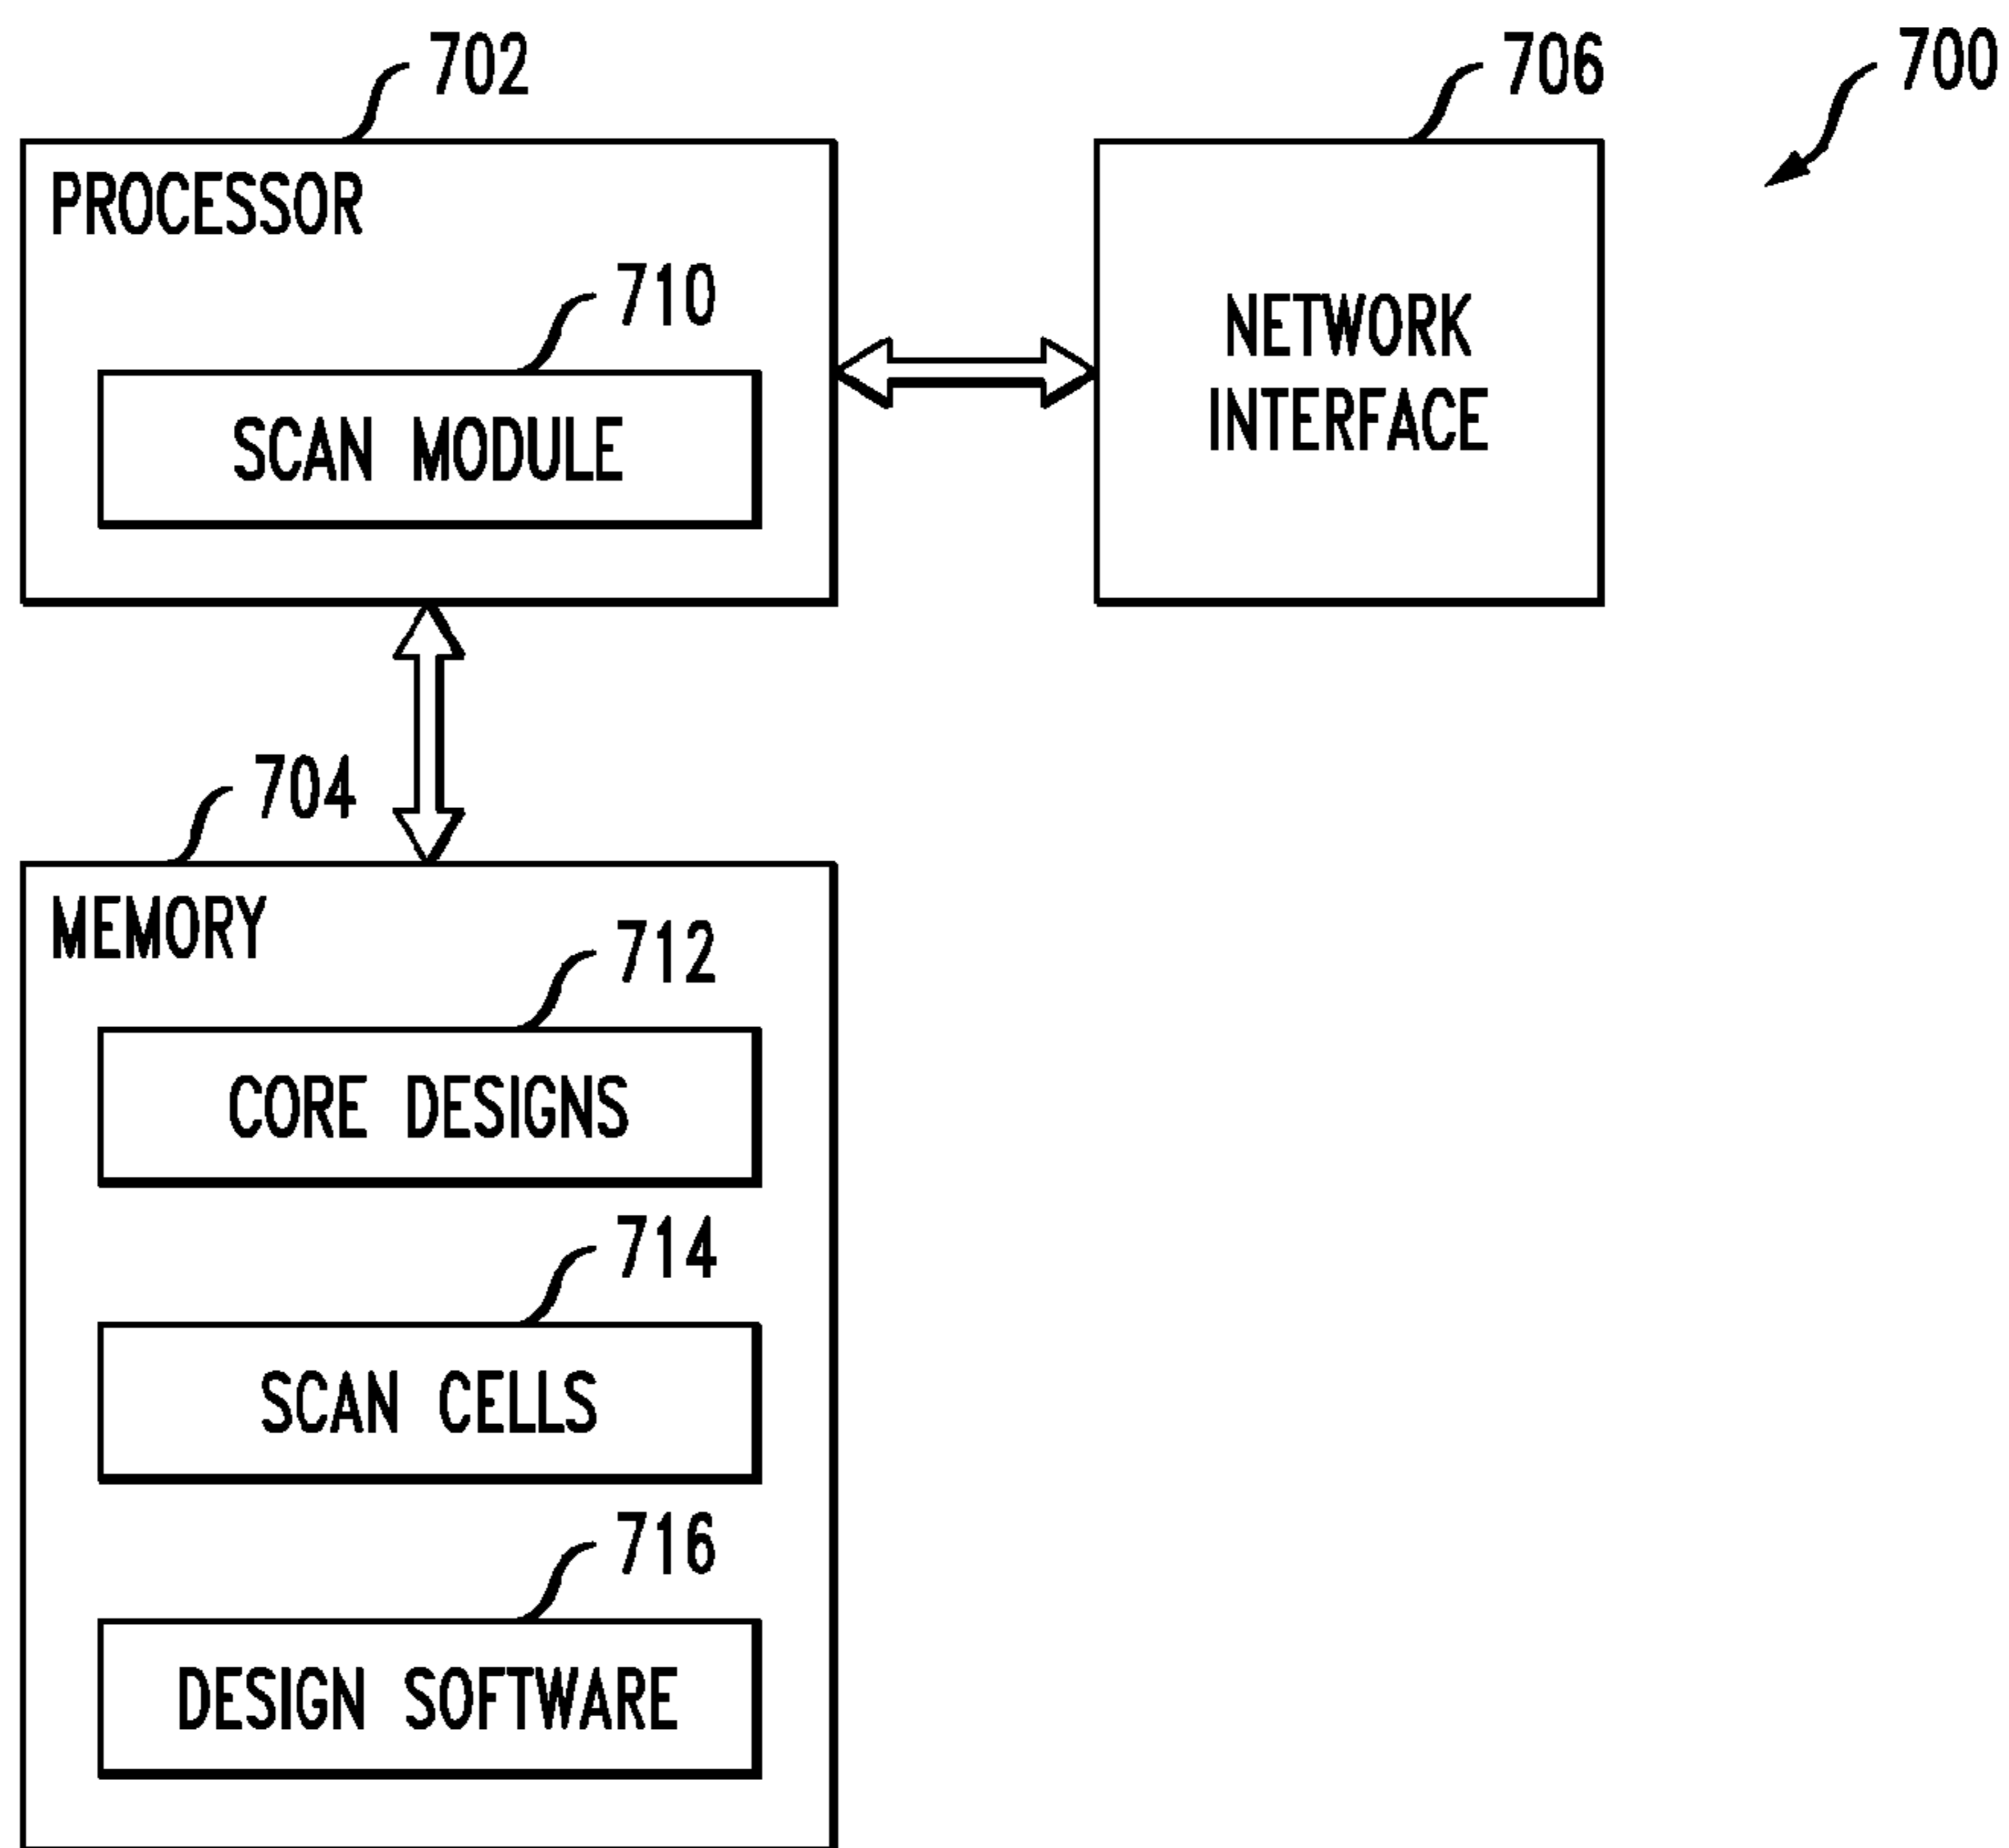 702
706
700
PROCESSOR
710
SCAN MODULE
NETWORK
INTERFACE
704
MEMORY
712
CORE DESIGNS
714
SCAN CELLS
716
DESIGN SOFTWARE